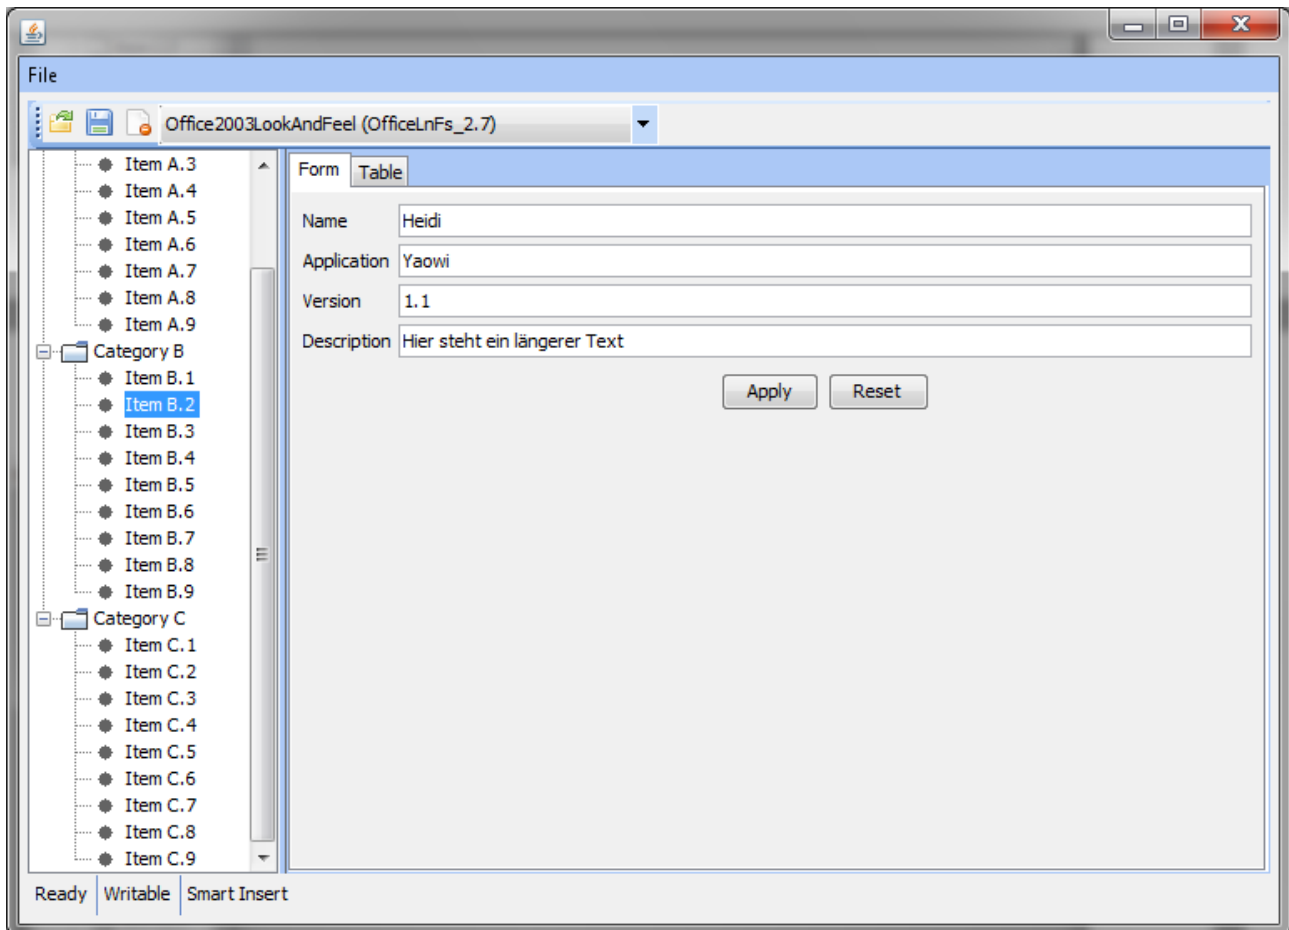 File
Office2003LookAndFeel (OfficeLnFs_2.7)
Item A.3
Item A.4
Item A.5
Item A.6
Item A.7
Item A.8
Item A.9
Category B
Item B.1
Item B.2
Item B.3
Item B.4
Item B.5
Item B.6
Item B.7
Item B.8
Item B.9
Category C
Item C.1
Item C.2
Item C.3
Item C.4
Item C.5
Item C.6
Item C.7
Item C.8
Item C.9
Form Table
Name Heidi
Application Yaowi
Version 1.1
Description Hier steht ein längerer Text
Apply Reset
Ready Writable Smart Insert